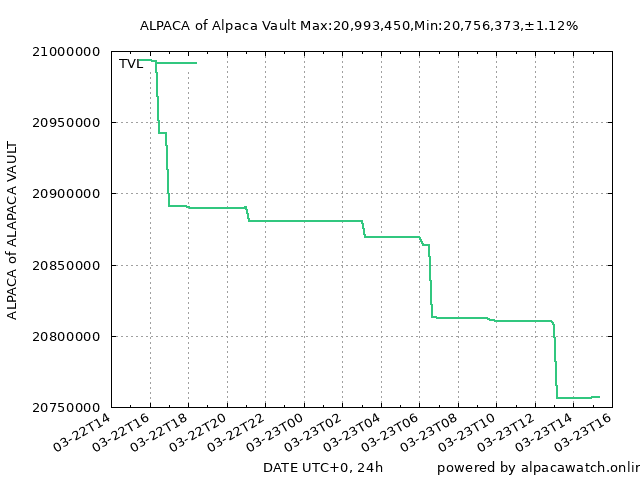 ALPACA of Alpaca Vault Max:20,993,450,Min:20,756,373,±1.12%
21000000
TVL
20950000
20900000
20850000
20800000
20750000
ALPACA of ALAPACA VAULT
03-22T14
03-22T16
03-22T18
03-22T20
03-22T22
03-23T00
03-23T02
03-23T04
03-23T06
03-23T08
03-23T10
03-23T12
03-23T14
03-23T16
DATE UTC+0, 24h
powered by alpacawatch.onlin